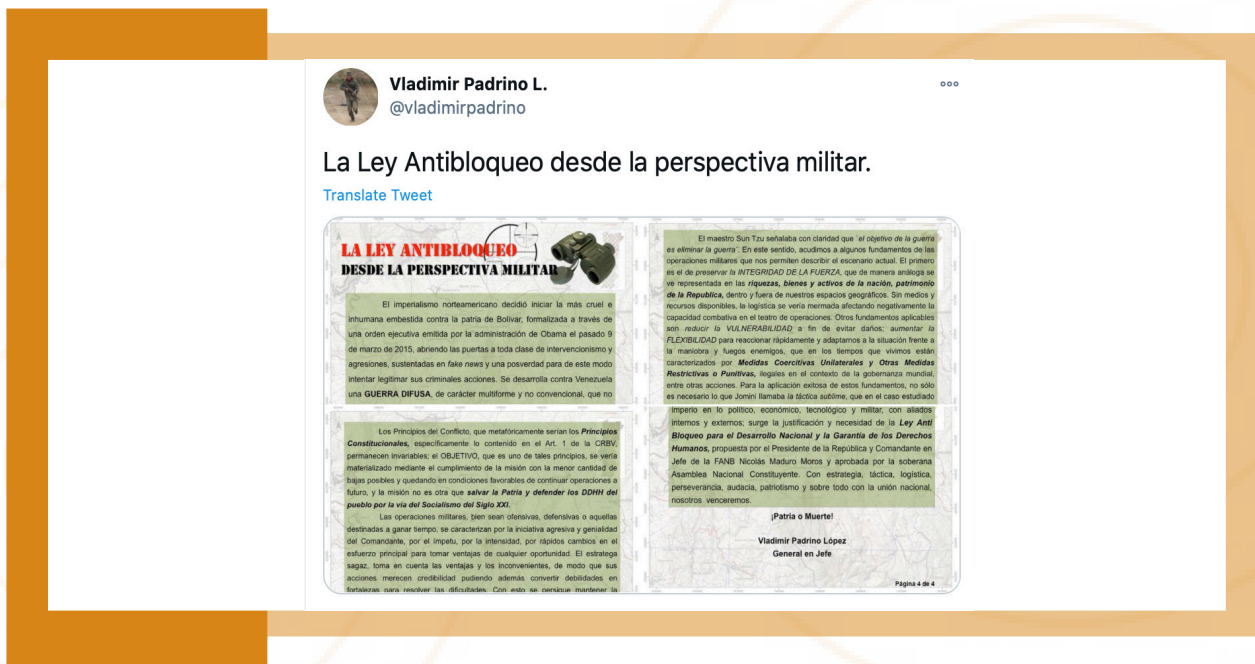 Vladimir Padrino L.
@vladimirpadrino
La Ley Antibloqueo desde la perspectiva militar.
Translate Tweet
LA LEY ANTIBLOQUEO
DESDE LA PERSPECTIVA MILITAR
El imperialismo norteamericano decidió iniciar la más cruel e
inhumana embestida contra la patria de Bolívar, formalizada a través de
una orden ejecutiva emitida por la administración de Obama el pasado 9
de marzo de 2015, abriendo las puertas a toda clase de intervencionismo y
agresiones, sustentadas en fake news y una posverdad para de este modo
intentar legitimar sus criminales acciones. Se desarrolla contra Venezuela
una GUERRA DIFUSA, de carácter multiforme y no convencional, que no
El maestro Sun Tzu señalaba con claridad que ¨el objetivo de la guerra
es eliminar la guerra¨. En este sentido, acudimos a algunos fundamentos de las
operaciones militares que nos permiten describir el escenario actual. El primero
es el de preservar la INTEGRIDAD DE LA FUERZA, que de manera análoga se
ve representada en las riquezas, bienes y activos de la nación, patrimonio
de la Republica, dentro y fuera de nuestros espacios geográficos. Sin medios y
recursos disponibles, la logística se vería mermada afectando negativamente la
capacidad combativa en el teatro de operaciones. Otros fundamentos aplicables
son reducir la VULNERABILIDAD a fin de evitar daños; aumentar la
FLEXIBILIDAD para reaccionar rápidamente y adaptarnos a la situación frente a
la maniobra y fuegos enemigos, que en los tiempos que vivimos están
caracterizados por Medidas Coercitivas Unilaterales y Otras Medidas
Restrictivas o Punitivas, ilegales en el contexto de la gobernanza mundial,
entre otras acciones. Para la aplicación exitosa de estos fundamentos, no sólo
es necesario lo que Jomini llamaba la táctica sublime, que en el caso estudiado
Los Principios del Conflicto, que metafóricamente serían los Principios
Constitucionales, específicamente lo contenido en el Art. 1 de la CRBV,
permanecen invariables; el OBJETIVO, que es uno de tales principios, se vería
materializado mediante el cumplimiento de la misión con la menor cantidad de
bajas posibles y quedando en condiciones favorables de continuar operaciones a
futuro, y la misión no es otra que salvar la Patria y defender los DDHH del
pueblo por la vía del Socialismo del Siglo XXI.
Las operaciones militares, bien sean ofensivas, defensivas o aquellas
destinadas a ganar tiempo, se caracterizan por la iniciativa agresiva y genialidad
del Comandante, por el ímpetu, por la intensidad, por rápidos cambios en el
esfuerzo principal para tomar ventajas de cualquier oportunidad. El estratega
sagaz, toma en cuenta las ventajas y los inconvenientes, de modo que sus
acciones merecen credibilidad pudiendo además convertir debilidades en
fortalezas para resolver las dificultades. Con esto se persigue mantener la
imperio en lo político, económico, tecnológico y militar, con aliados
internos y externos; surge la justificación y necesidad de la Ley Anti
Bloqueo para el Desarrollo Nacional y la Garantía de los Derechos
Humanos, propuesta por el Presidente de la República y Comandante en
Jefe de la FANB Nicolás Maduro Moros y aprobada por la soberana
Asamblea Nacional Constituyente. Con estrategia, táctica, logística,
perseverancia, audacia, patriotismo y sobre todo con la unión nacional,
nosotros venceremos.
¡Patria o Muerte!
Vladimir Padrino López
General en Jefe
Página 4 de 4